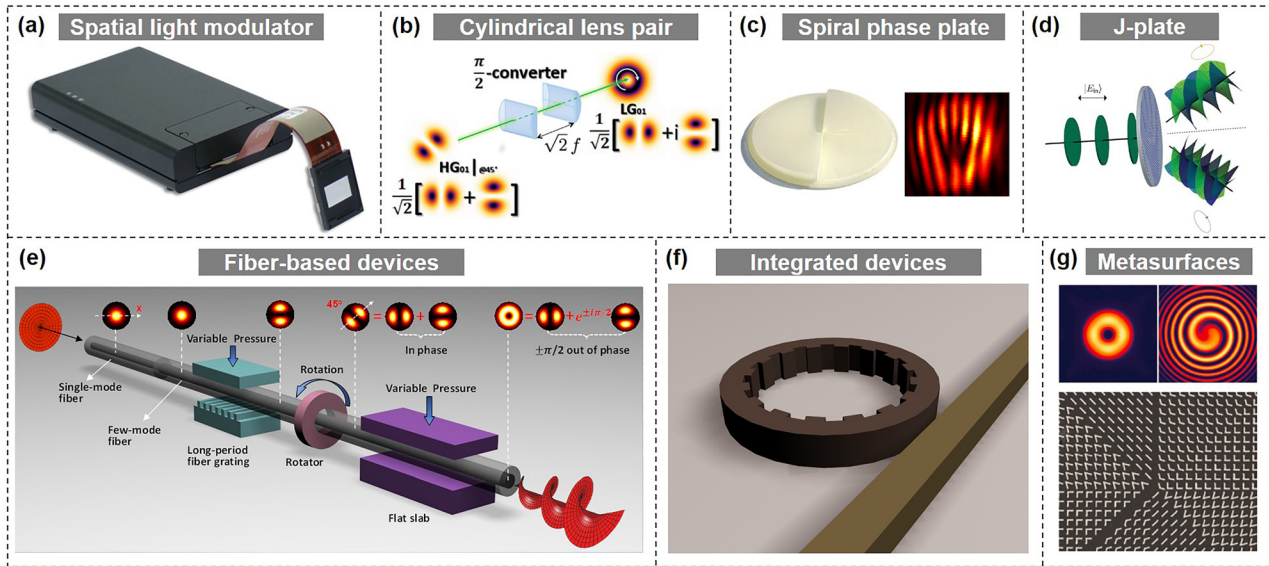 (a) Spatial light modulator
(b) Cylindrical lens pair
π/2-converter
LG₀₁
√2 f
1/√2[ +i ]
HG₀₁|@45°
1/√2[ + ]
(c) Spiral phase plate
(d) J-plate
|E_in⟩
(e) Fiber-based devices
x
45°
= +
In phase
= +e^{±iπ/2}
±π/2 out of phase
Variable Pressure
Rotation
Variable Pressure
Single-mode
fiber
Few-mode
fiber
Long-period
fiber grating
Rotator
Flat slab
(f) Integrated devices
(g) Metasurfaces